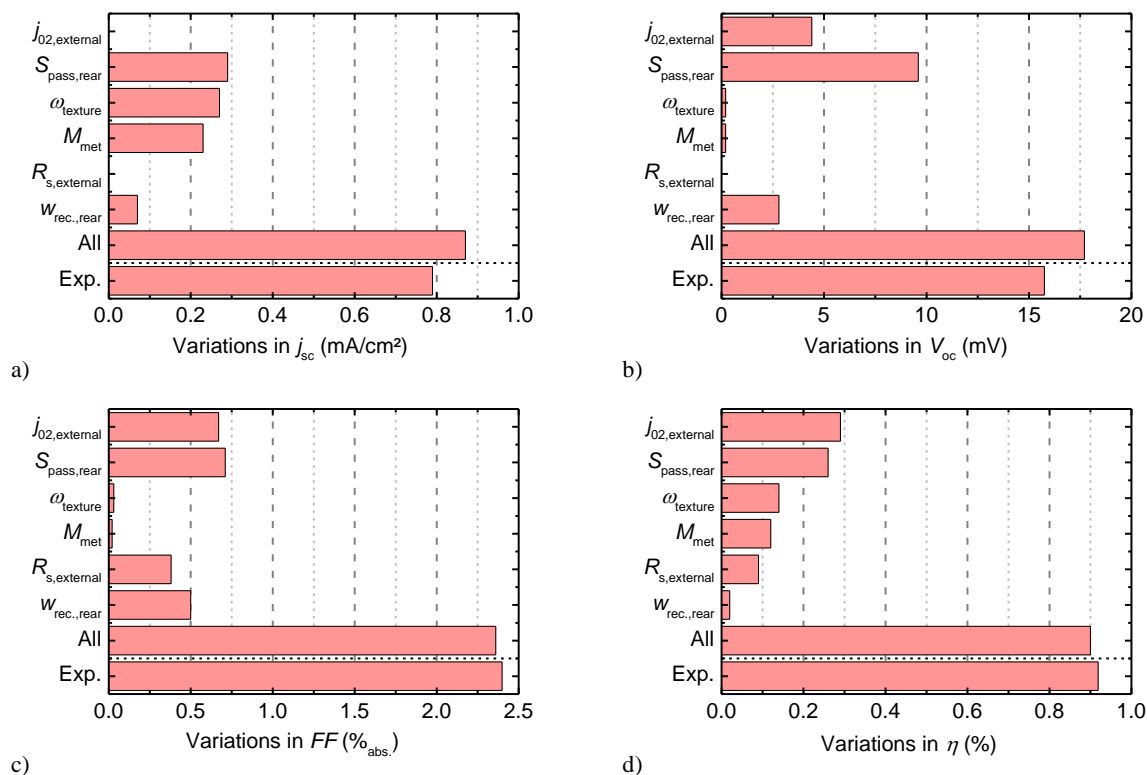 j02,external
Spass,rear
ωtexture
Mmet
Rs,external
wrec.,rear
All
Exp.
0.0 0.2 0.4 0.6 0.8 1.0
Variations in jsc (mA/cm²)
a)
j02,external
Spass,rear
ωtexture
Mmet
Rs,external
wrec.,rear
All
Exp.
0 5 10 15 20
Variations in Voc (mV)
b)
j02,external
Spass,rear
ωtexture
Mmet
Rs,external
wrec.,rear
All
Exp.
0.0 0.5 1.0 1.5 2.0 2.5
Variations in FF (%abs.)
c)
j02,external
Spass,rear
ωtexture
Mmet
Rs,external
wrec.,rear
All
Exp.
0.0 0.2 0.4 0.6 0.8 1.0
Variations in η (%)
d)